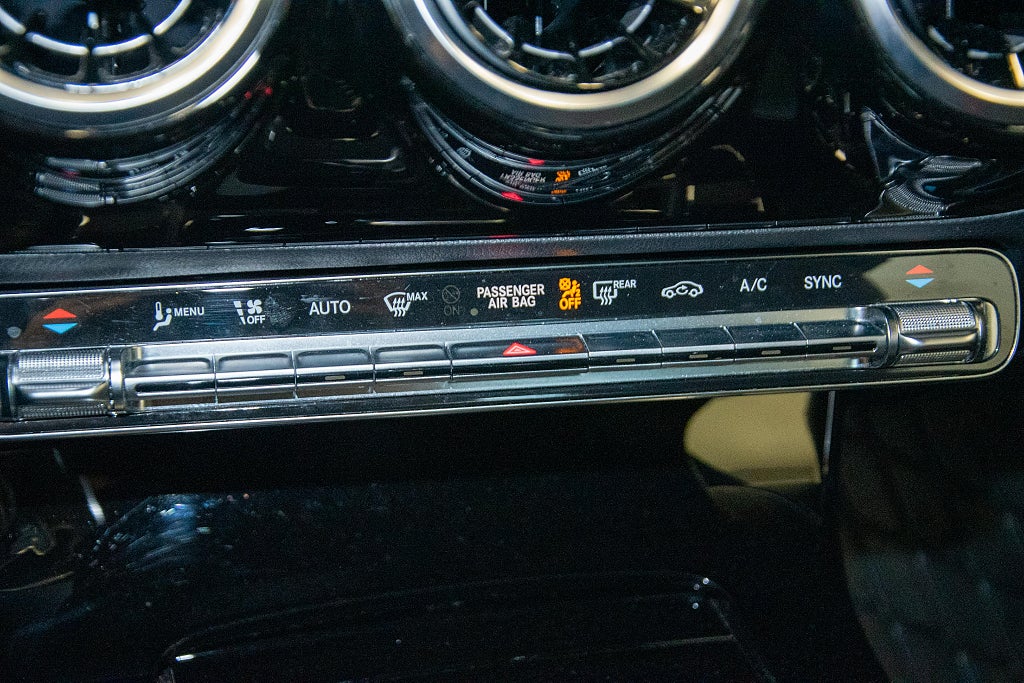 MENU
OFF
AUTO
MAX
ON
PASSENGER
AIR BAG
OFF
REAR
A/C
SYNC